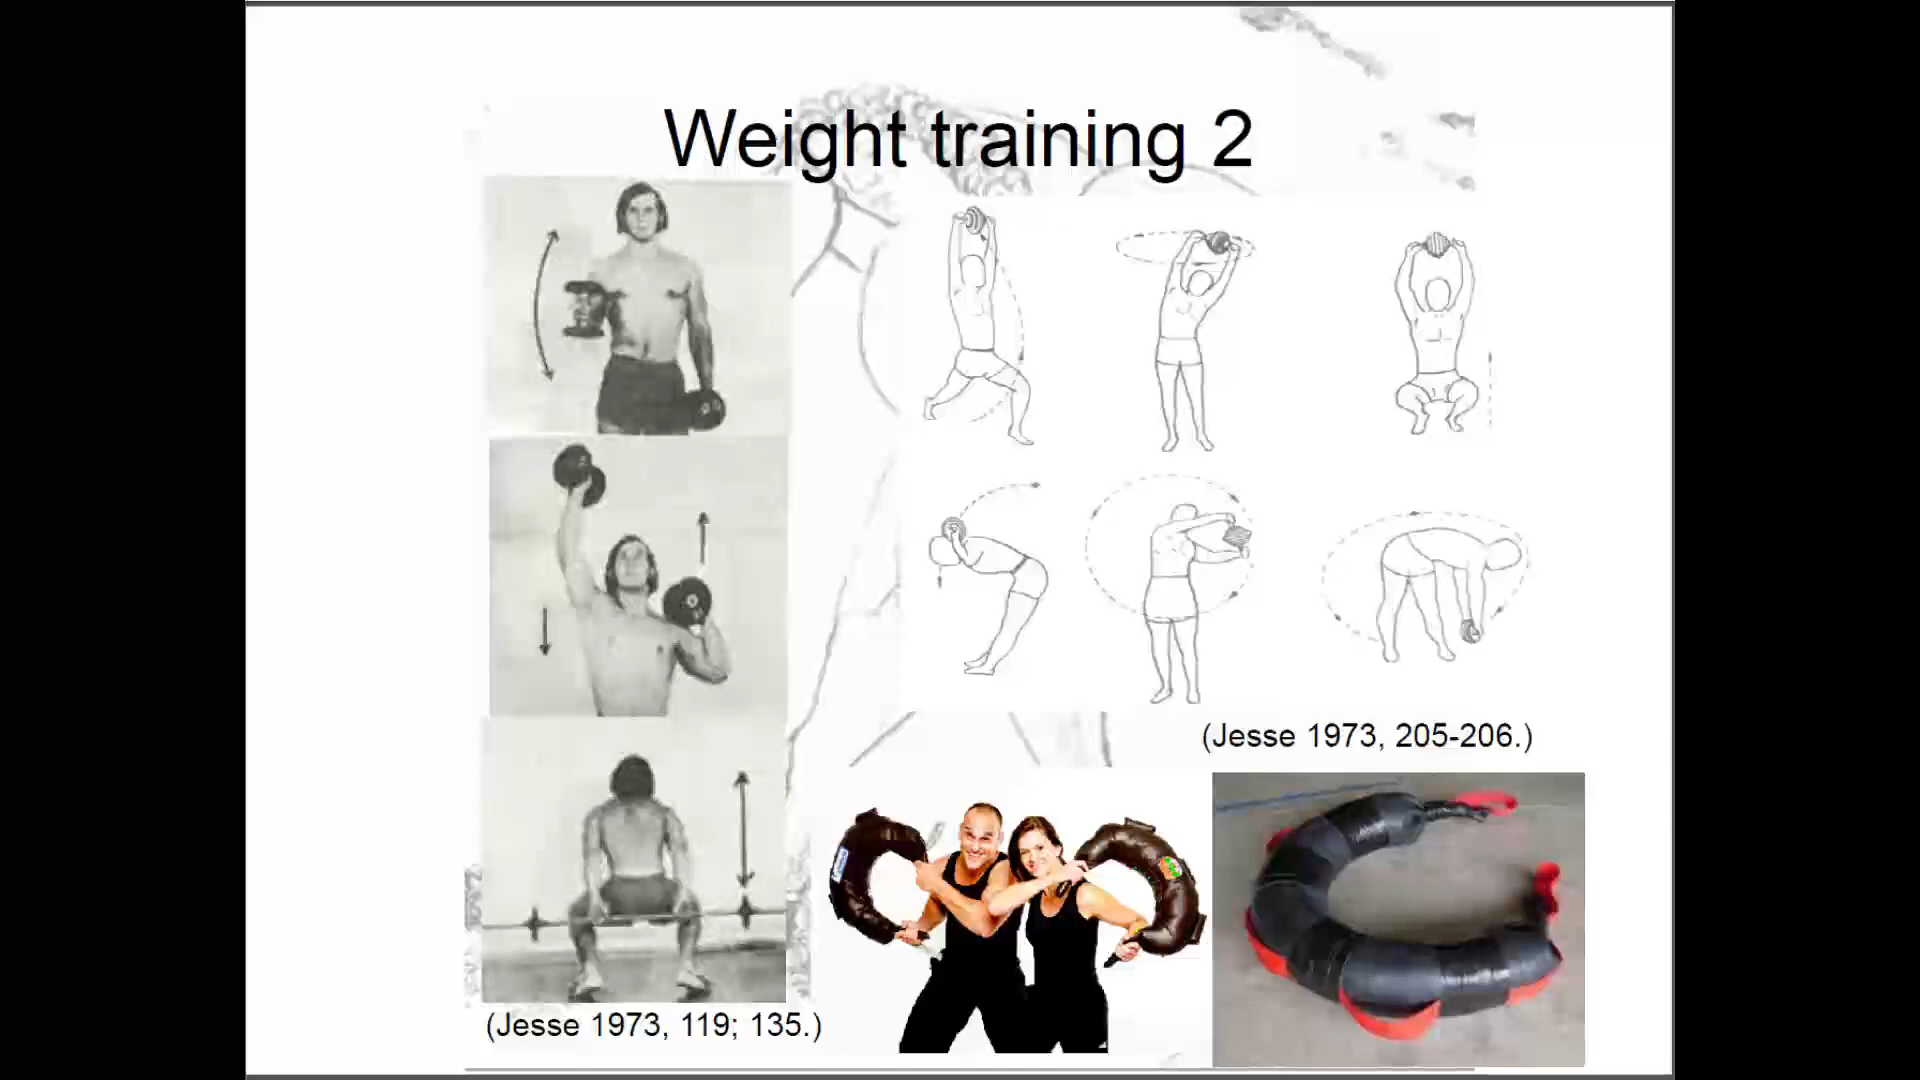 Weight training 2
(Jesse 1973, 205-206.)
(Jesse 1973, 119; 135.)